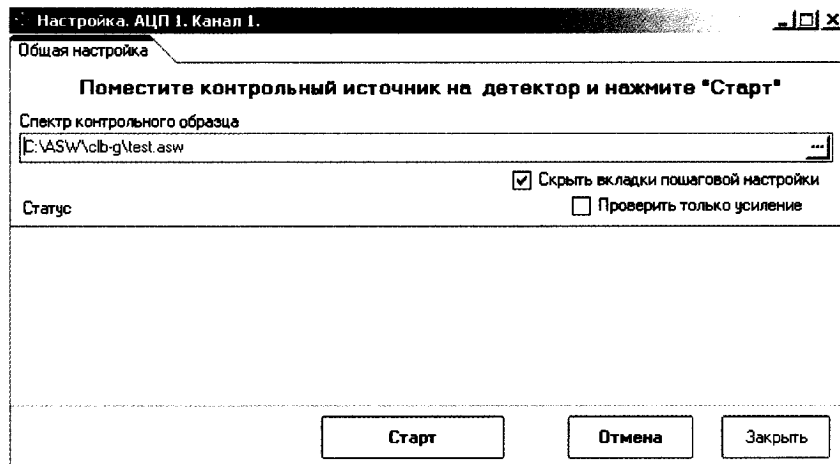 Настройка. АЦП 1. Канал 1.
Общая настройка
Поместите контрольный источник на детектор и нажмите "Старт"
Спектр контрольного образца
C:\ASW\clb-g\test.asw
...
Скрыть вкладки пошаговой настройки
Статус
Проверить только усиление
Старт
Отмена
Закрыть